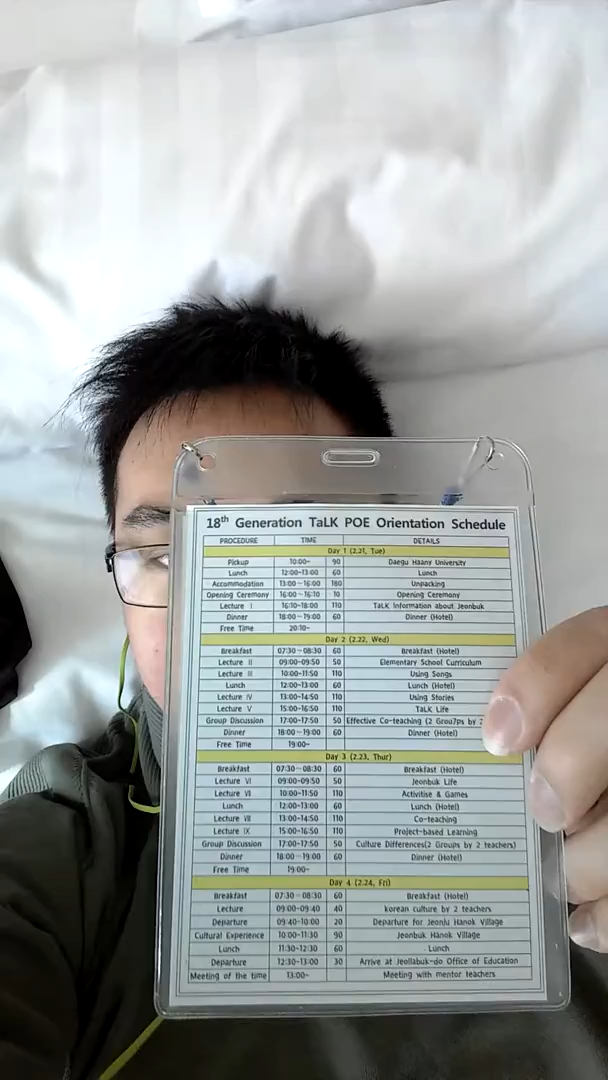 18th Generation TaLK POE Orientation Schedule
PROCEDURE TIME DETAILS
Day 1 (2.21, Tue)
Pickup 10:00~ 90 Daegu Haany University
Lunch 12:00~13:00 60 Lunch
Accommodation 13:00~16:00 180 Unpacking
Opening Ceremony 16:00~16:10 10 Opening Ceremony
Lecture Ⅰ 16:10~18:00 110 TaLK Information about Jeonbuk
Dinner 18:00~19:00 60 Dinner (Hotel)
Free Time 20:10~
Day 2 (2.22, Wed)
Breakfast 07:30~08:30 60 Breakfast (Hotel)
Lecture Ⅱ 09:00~09:50 50 Elementary School Curriculum
Lecture Ⅲ 10:00~11:50 110 Using Songs
Lunch 12:00~13:00 60 Lunch (Hotel)
Lecture Ⅳ 13:00~14:50 110 Using Stories
Lecture Ⅴ 15:00~16:50 110 TaLK Life
Group Discussion 17:00~17:50 50 Effective Co-teaching (2 Grou7ps by
Dinner 18:00~19:00 60 Dinner (Hotel)
Free Time 19:00~
Day 3 (2.23, Thur)
Breakfast 07:30~08:30 60 Breakfast (Hotel)
Lecture Ⅵ 09:00~09:50 50 Jeonbuk Life
Lecture Ⅶ 10:00~11:50 110 Activitise & Games
Lunch 12:00~13:00 60 Lunch (Hotel)
Lecture Ⅷ 13:00~14:50 110 Co-teaching
Lecture Ⅸ 15:00~16:50 110 Project-based Learning
Group Discussion 17:00~17:50 50 Culture Differences(2 Groups by 2 teachers)
Dinner 18:00~19:00 60 Dinner (Hotel)
Free Time 19:00~
Day 4 (2.24, Fri)
Breakfast 07:30~08:30 60 Breakfast (Hotel)
Lecture 09:00~09:40 40 korean culture by 2 teachers
Departure 09:40~10:00 20 Departure for Jeonju Hanok Village
Cultural Experience 10:00~11:30 90 Jeonbuk Hanok Village
Lunch 11:30~12:30 60 Lunch
Departure 12:30~13:00 30 Arrive at Jeollabuk-do Office of Education
Meeting of the time 13:00~ Meeting with mentor teachers